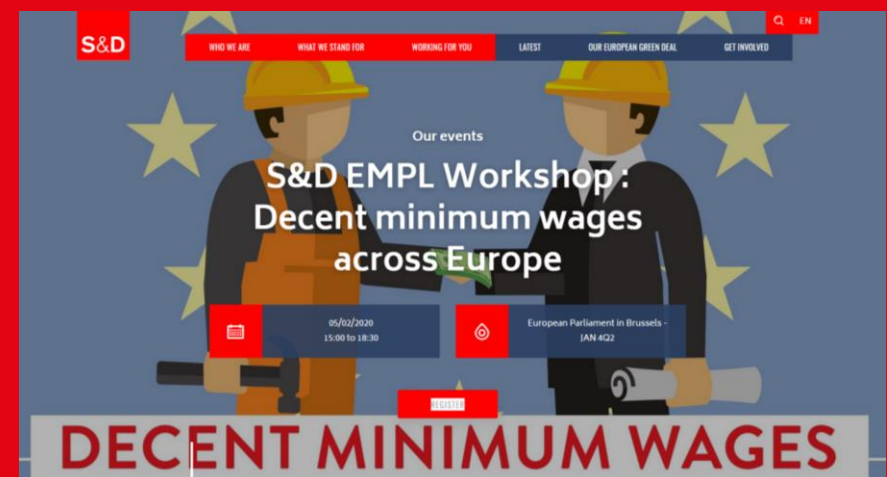 EN
S&D
WHO WE ARE
WHAT WE STAND FOR
WORKING FOR YOU
LATEST
OUR EUROPEAN GREEN DEAL
GET INVOLVED
Our events
S&D EMPL Workshop :
Decent minimum wages
across Europe
05/02/2020
15:00 to 18:30
European Parliament in Brussels -
JAN 4Q2
REGISTER
DECENT MINIMUM WAGES